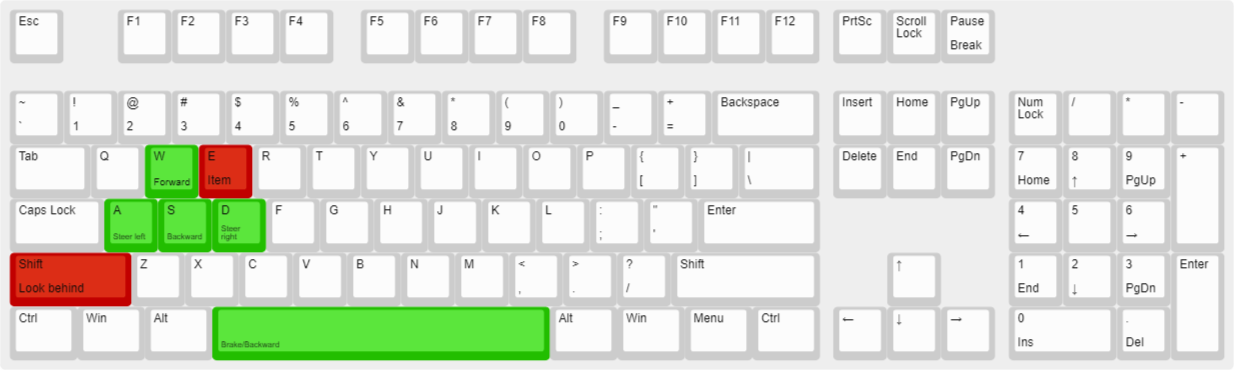 Esc F1 F2 F3 F4 F5 F6 F7 F8 F9 F10 F11 F12 PrtSc Scroll Lock Pause Break
~ ` ! 1 @ 2 # 3 $ 4 % 5 ^ 6 & 7 * 8 ( 9 ) 0 _ - + = Backspace Insert Home PgUp Num Lock / * -
Tab Q W Forward E Item R T Y U I O P { [ } ] | \ Delete End PgDn 7 Home 8 ↑ 9 PgUp +
Caps Lock A Steer left S Backward D Steer right F G H J K L : ; " ' Enter 4 ← 5 6 →
Shift Look behind Z X C V B N M < , > . ? / Shift ↑ 1 End 2 ↓ 3 PgDn Enter
Ctrl Win Alt Brake/Backward Alt Win Menu Ctrl ← ↓ → 0 Ins . Del